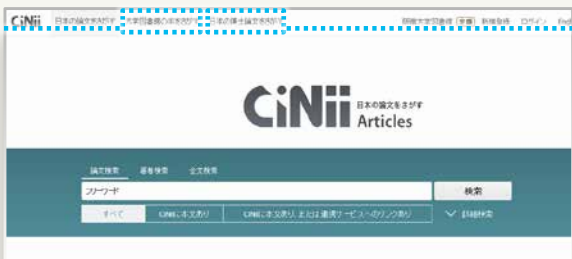 CiNii 日本の論文をさがす 大学図書館の本をさがす 日本の博士論文をさがす 新規登録 ログイン Engl
CiNii 日本の論文をさがす
Articles
論文検索 著者検索 全文検索
フリーワード 検索
すべて CiNiiに本文あり CiNiiに本文あり、または連携サービスへのリンクあり 詳細検索